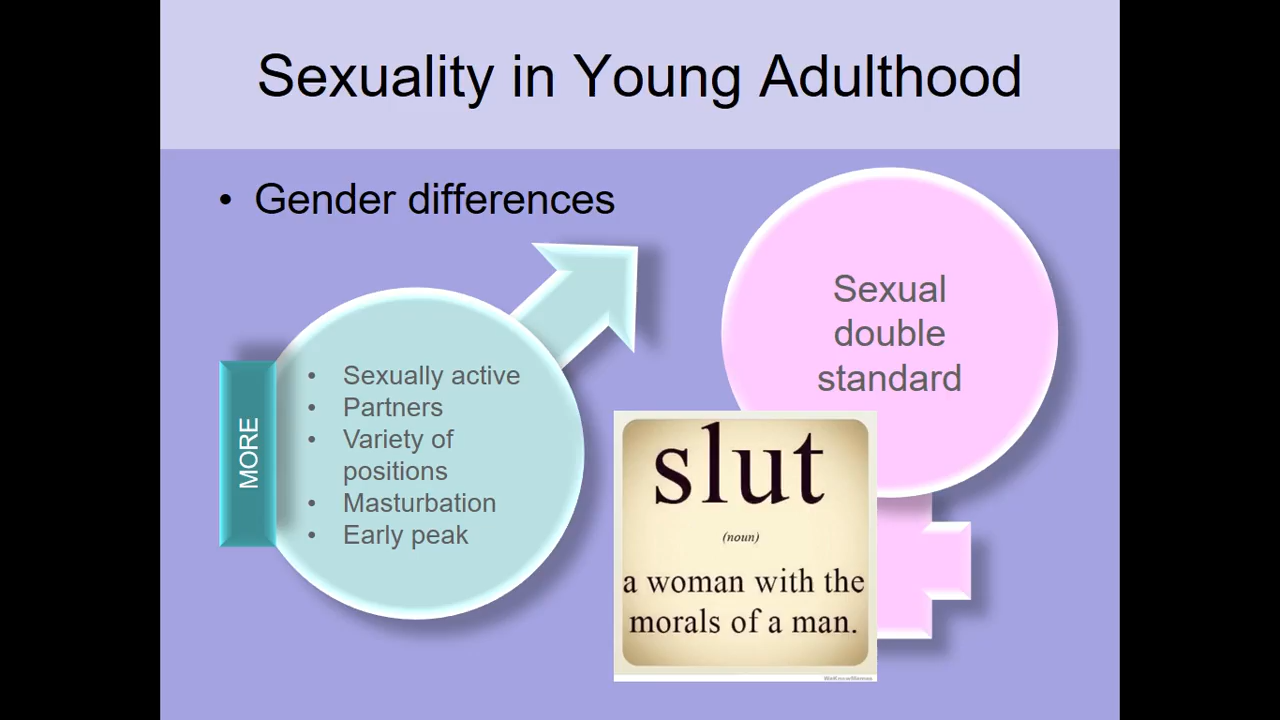 Sexuality in Young Adulthood
• Gender differences
MORE
• Sexually active
• Partners
• Variety of
positions
• Masturbation
• Early peak
Sexual
double
standard
slut
(noun)
a woman with the
morals of a man.
WeKnowMemes